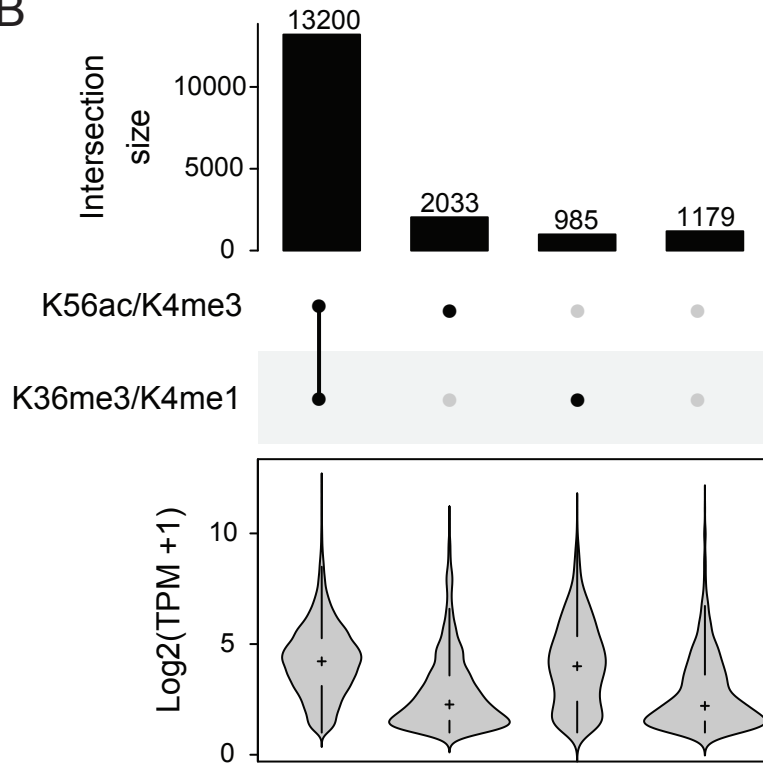 B
13200
Intersection
size
10000
5000
0
2033
985
1179
K56ac/K4me3
K36me3/K4me1
Log2(TPM +1)
10
5
0